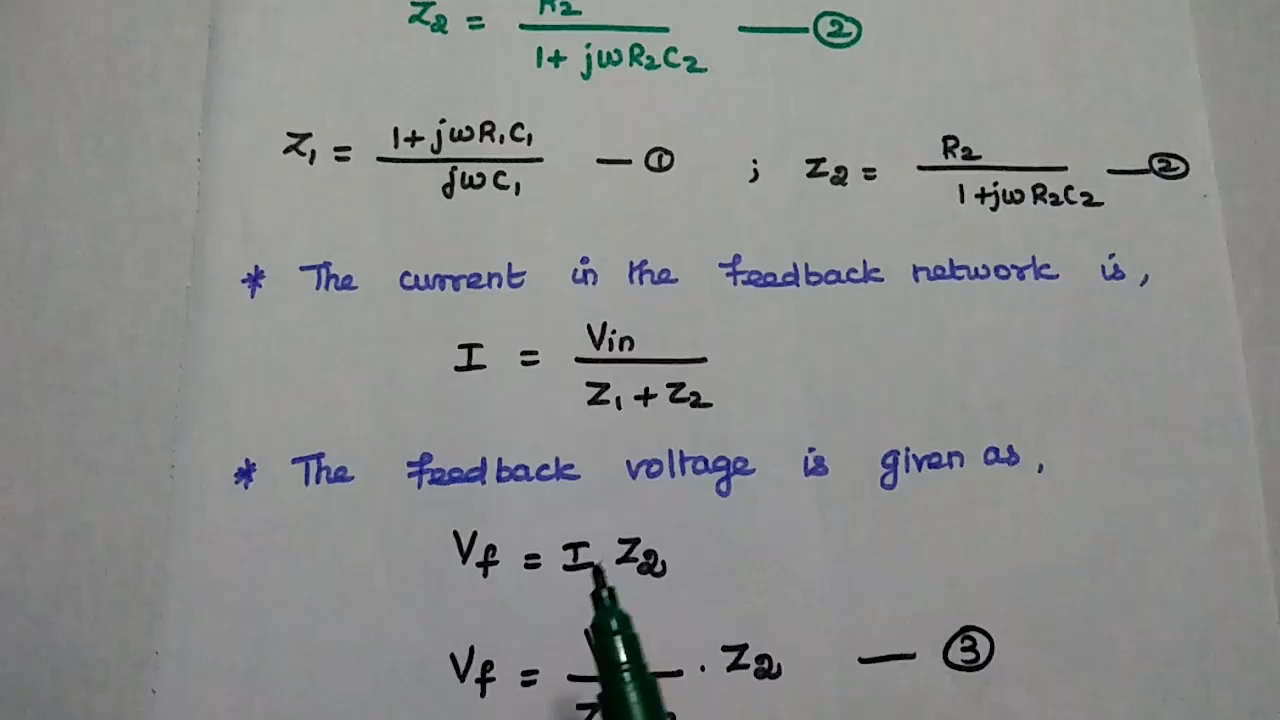 Z2 = R2 / 1+ jωR2C2 — ②
Z1 = 1+jωR1C1 / jωC1 — ① ; Z2 = R2 / 1+jωR2C2 — ②
* The current in the feedback network is,
I = Vin / Z1 + Z2
* The feedback voltage is given as,
Vf = I Z2
Vf = . Z2 — ③